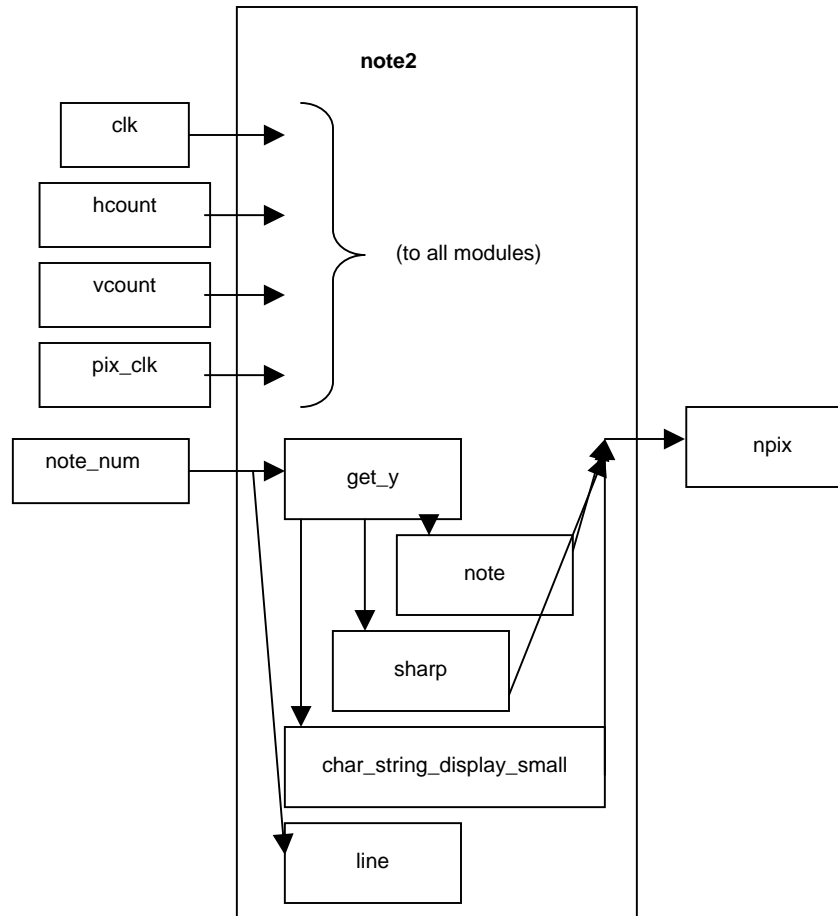 note2
clk
hcount
(to all modules)
vcount
pix_clk
note_num
get_y
npix
note
sharp
char_string_display_small
line